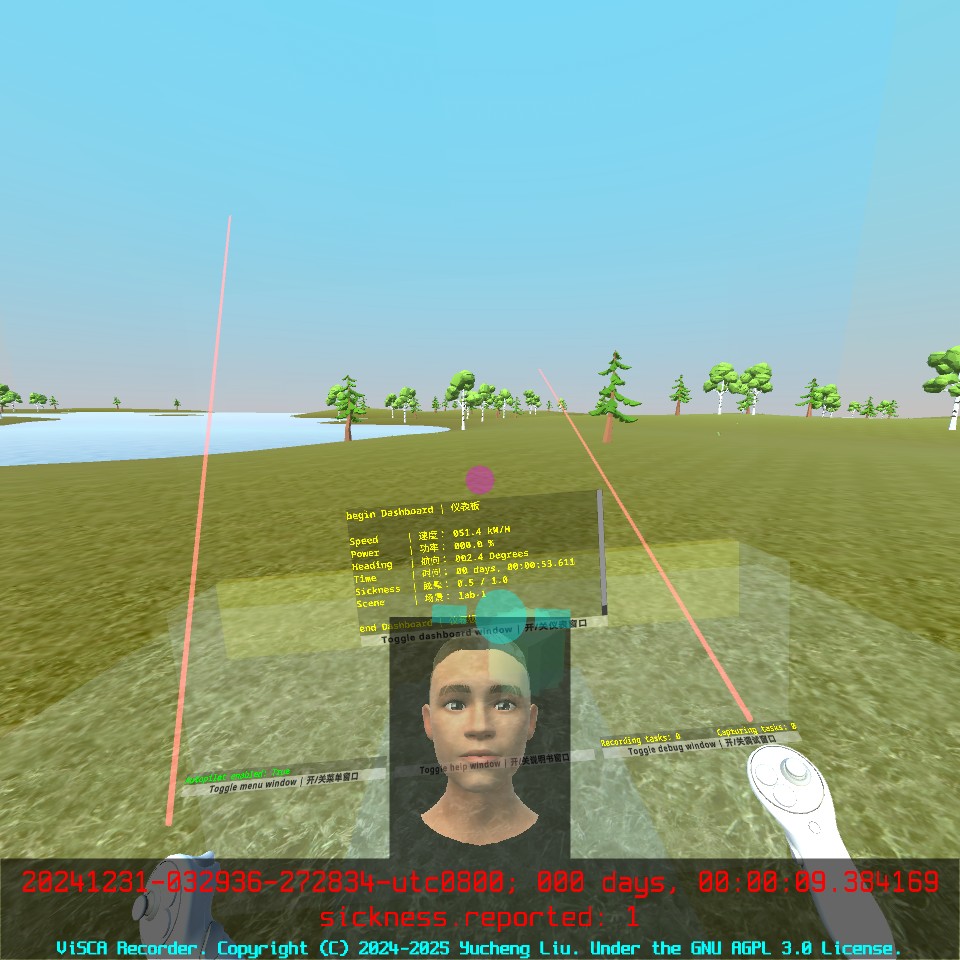 begin Dashboard | 仪表板
Speed | 速度: 051.4 kW/H
Power | 功率: 000.0 %
Heading | 航向: 002.4 Degrees
Time | 时间: 00 days, 00:00:53.611
Sickness | 眩晕: 0.5 / 1.0
Scene | 场景: lab-1
end Dashboard |
Toggle dashboard window | 开/关仪表窗口
Recording tasks: 0 Capturing tasks: 0
Toggle debug window | 开/关调试窗口
Toggle help window | 开/关说明书窗口
Autopilot enabled: True
Toggle menu window | 开/关菜单窗口
20241231-032936-272834-utc0800; 000 days, 00:00:09.384169
sickness.reported: 1
ViSCA Recorder. Copyright (C) 2024-2025 Yucheng Liu. Under the GNU AGPL 3.0 License.